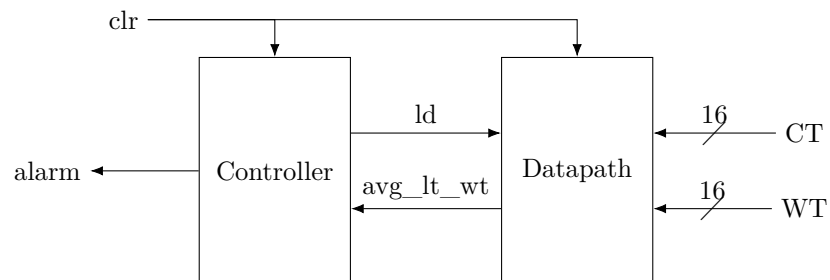 clr
ld
16
CT
Datapath
alarm
Controller
avg_lt_wt
16
WT